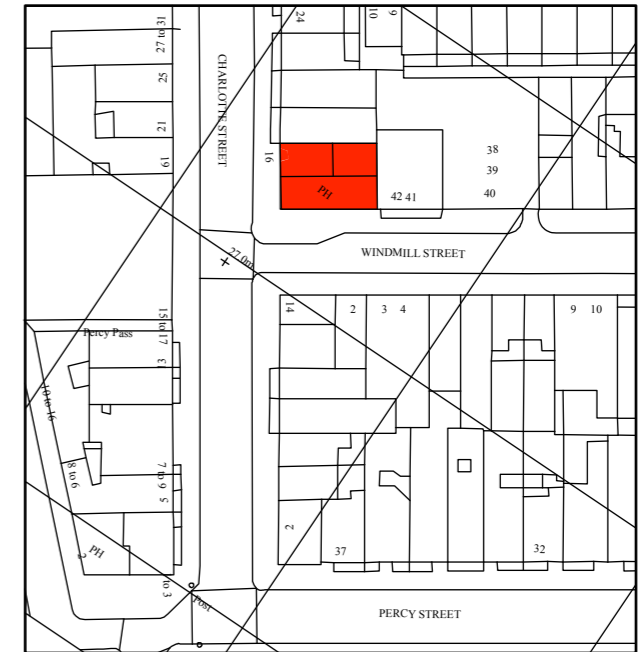 27 to 31
25
21
19
CHARLOTTE STREET
24
10
9
16
PH
42 41
38
39
40
27.0m
WINDMILL STREET
15 to 17
Percy Pass
13
10 to 16
8 to 6
7 to 9
5
PH
2
to 3
Post
14
2
3
4
9
10
2
37
32
PERCY STREET